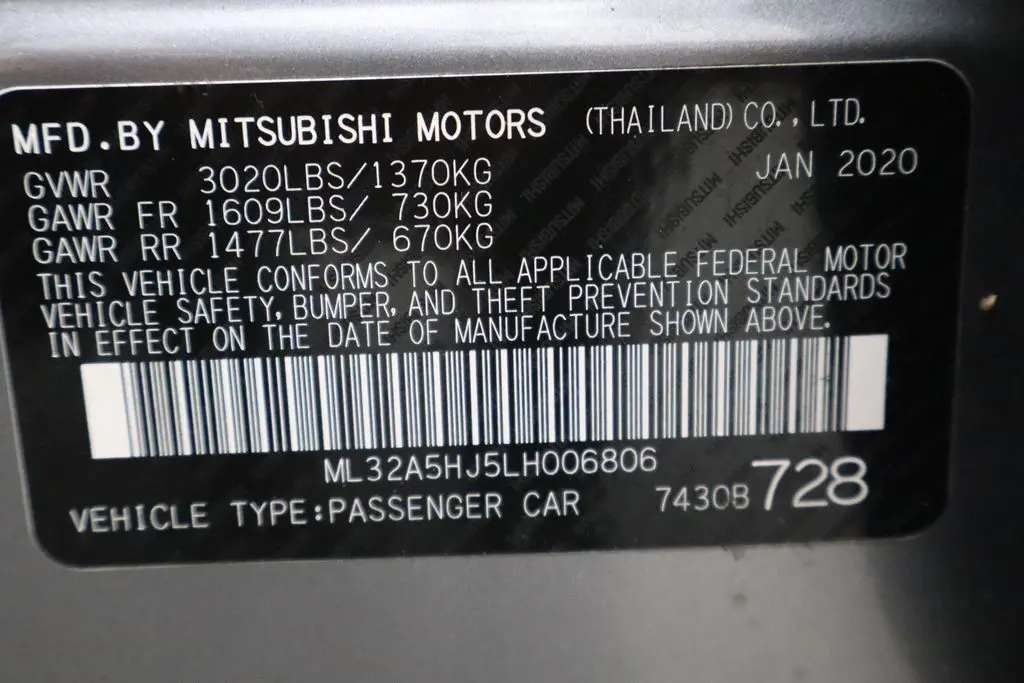 MFD.BY MITSUBISHI MOTORS (THAILAND) CO., LTD.
GVWR 3020LBS/1370KG JAN 2020
GAWR FR 1609LBS/ 730KG
GAWR RR 1477LBS/ 670KG
THIS VEHICLE CONFORMS TO ALL APPLICABLE FEDERAL MOTOR
VEHICLE SAFETY, BUMPER, AND THEFT PREVENTION STANDARDS
IN EFFECT ON THE DATE OF MANUFACTURE SHOWN ABOVE.
ML32A5HJ5LH006806
VEHICLE TYPE:PASSENGER CAR 7430B 728